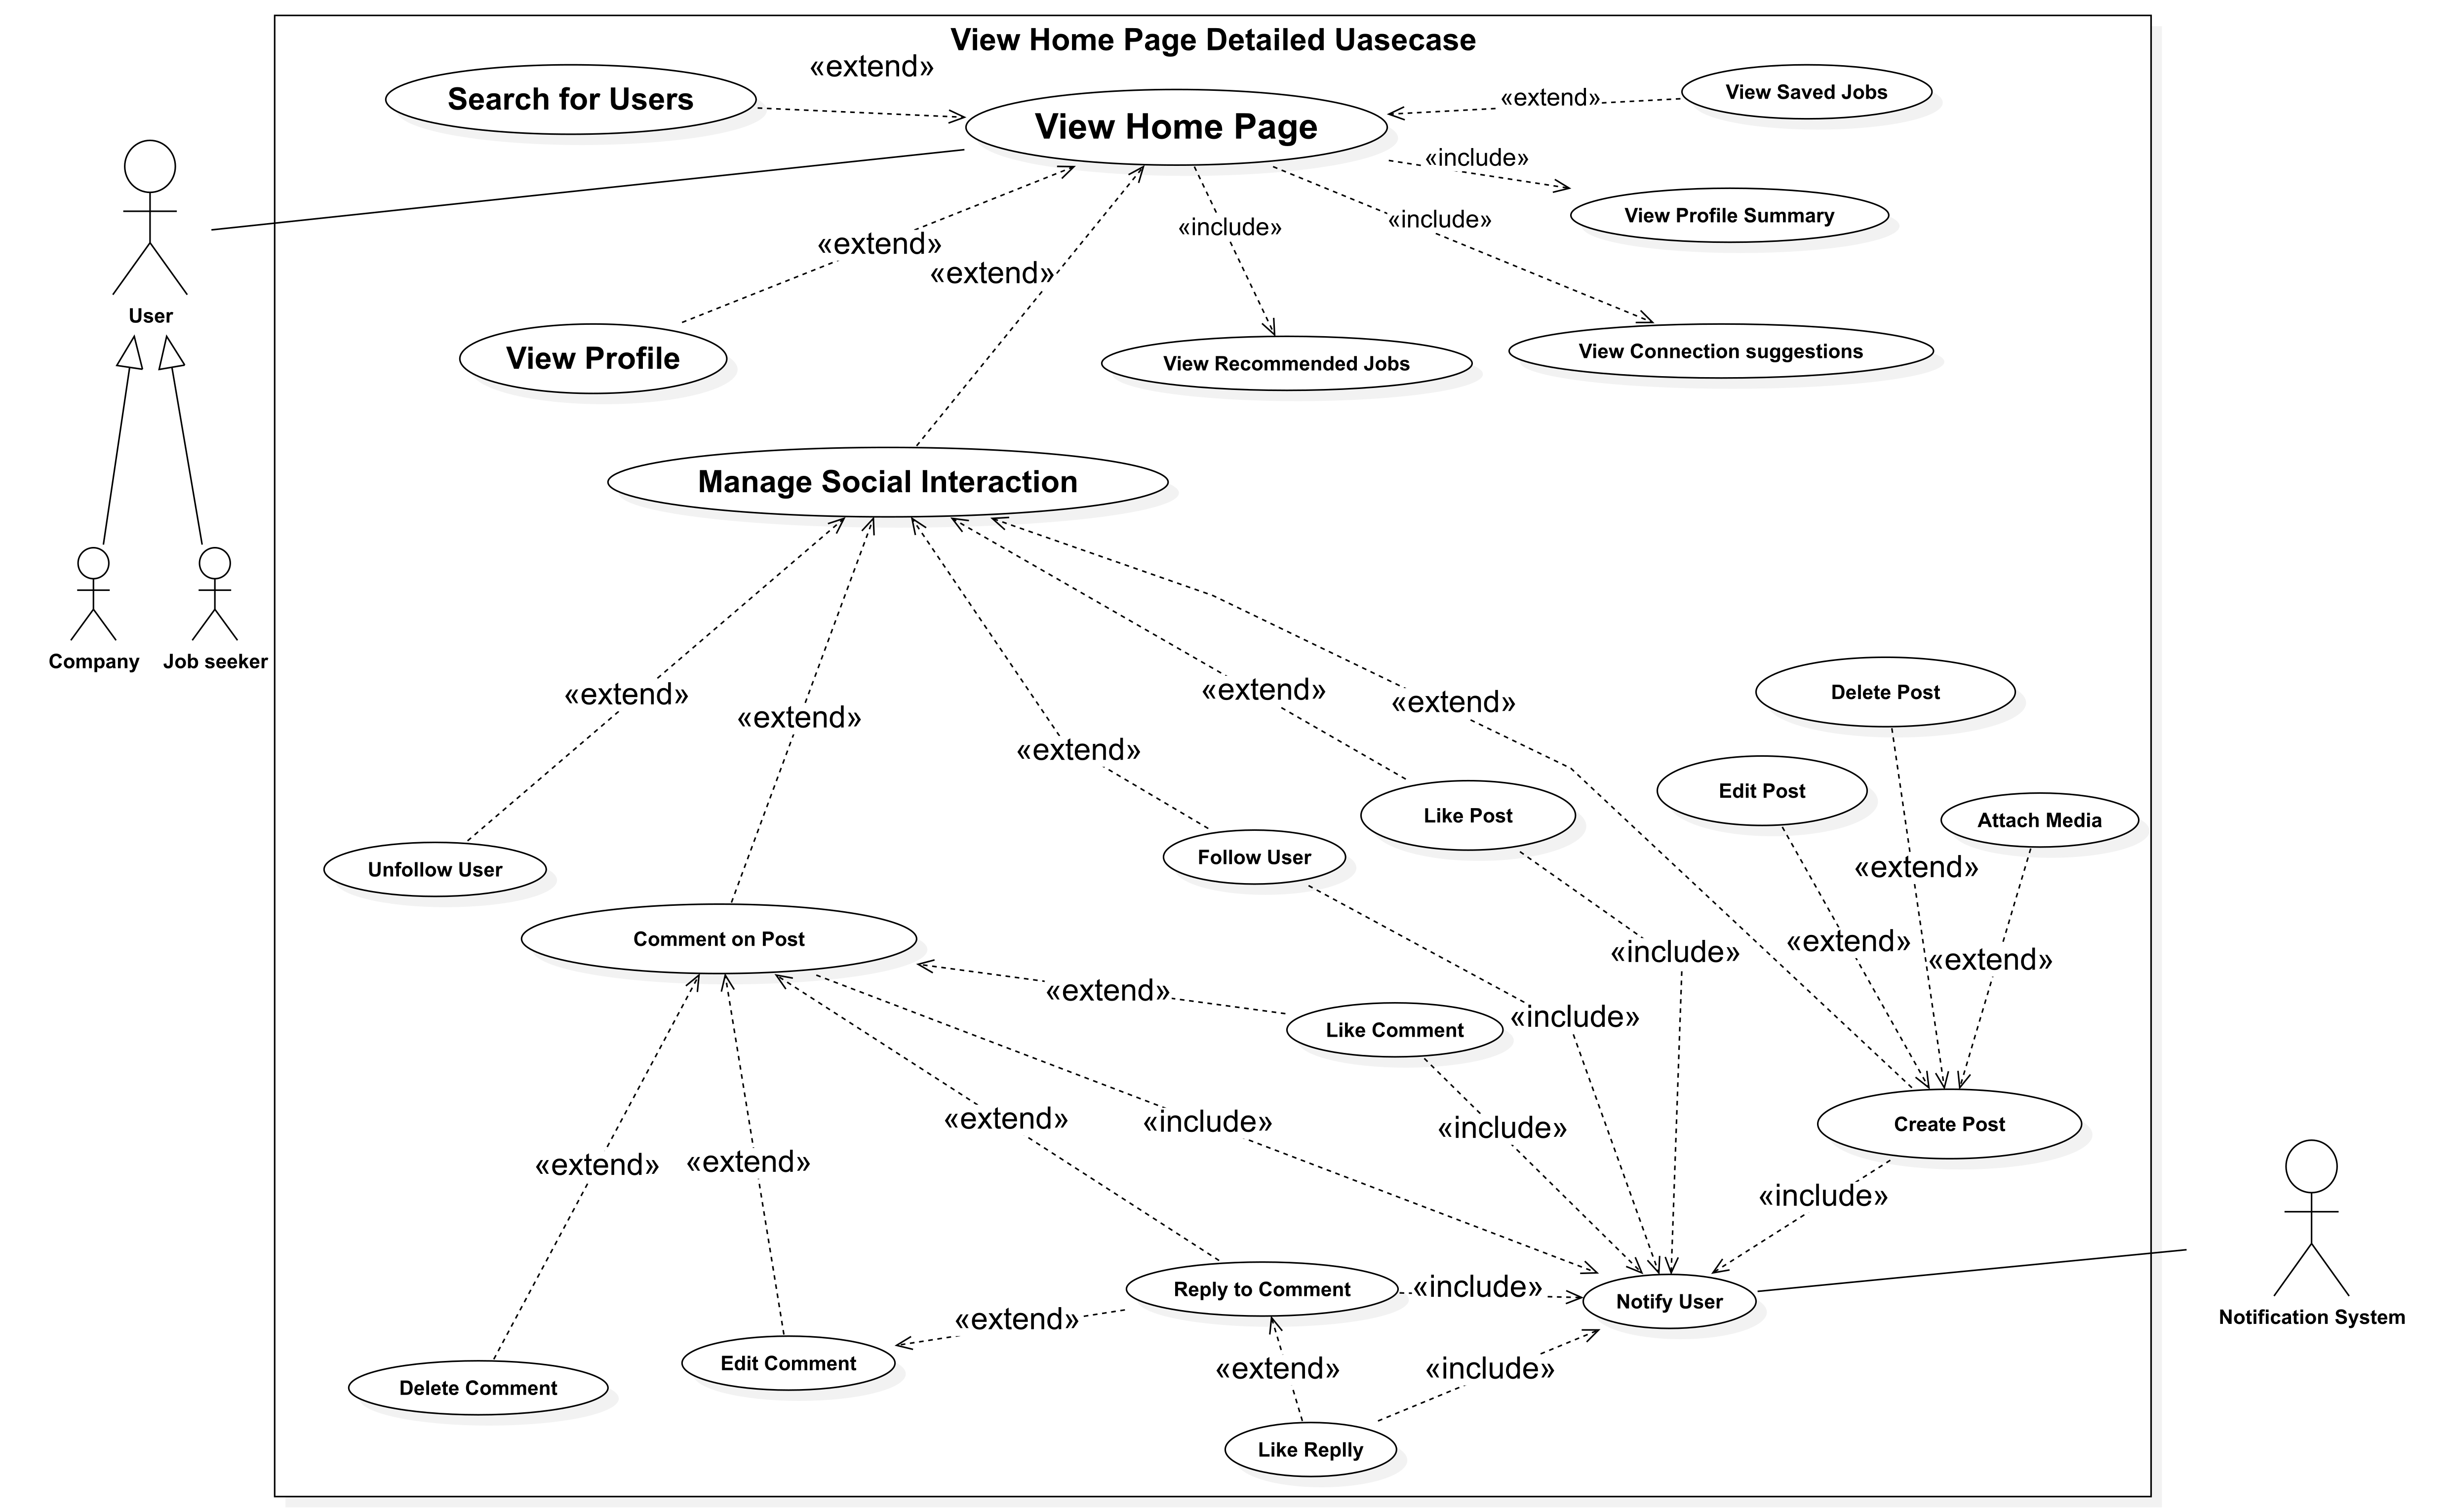 View Home Page Detailed Uasecase
«extend»
Search for Users
View Home Page
«extend»
View Saved Jobs
«include»
View Profile Summary
«extend»
«extend»
«include»
«include»
User
View Profile
View Recommended Jobs
View Connection suggestions
Manage Social Interaction
Company
Job seeker
«extend»
«extend»
«extend»
«extend»
«extend»
Delete Post
Edit Post
Attach Media
Like Post
Follow User
Unfollow User
«extend»
Comment on Post
«include»
«extend»
«extend»
«extend»
Like Comment
«include»
«extend»
«include»
«include»
Create Post
«extend»
«extend»
«include»
Reply to Comment
«include»
Notify User
Notification System
«extend»
Edit Comment
Delete Comment
«extend»
«include»
Like Replly